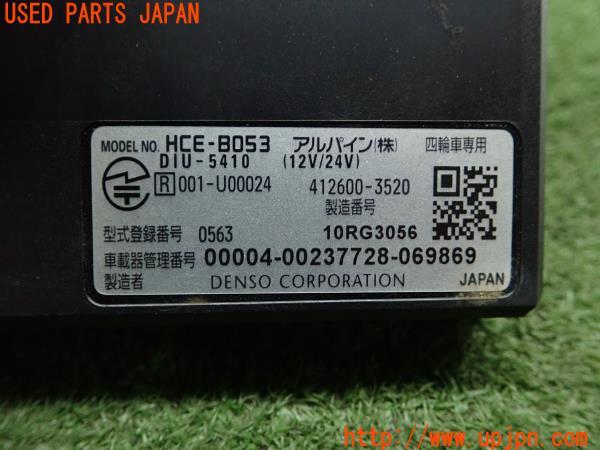 USED PARTS JAPAN
MODEL NO. HCE-B053 アルパイン(株) 四輪車専用
DIU-5410 (12V/24V)
R 001-U00024 412600-3520
製造番号
型式登録番号 0563 10RG3056
車載器管理番号 00004-00237728-069869
製造者 DENSO CORPORATION JAPAN
http://www.upjpn.com